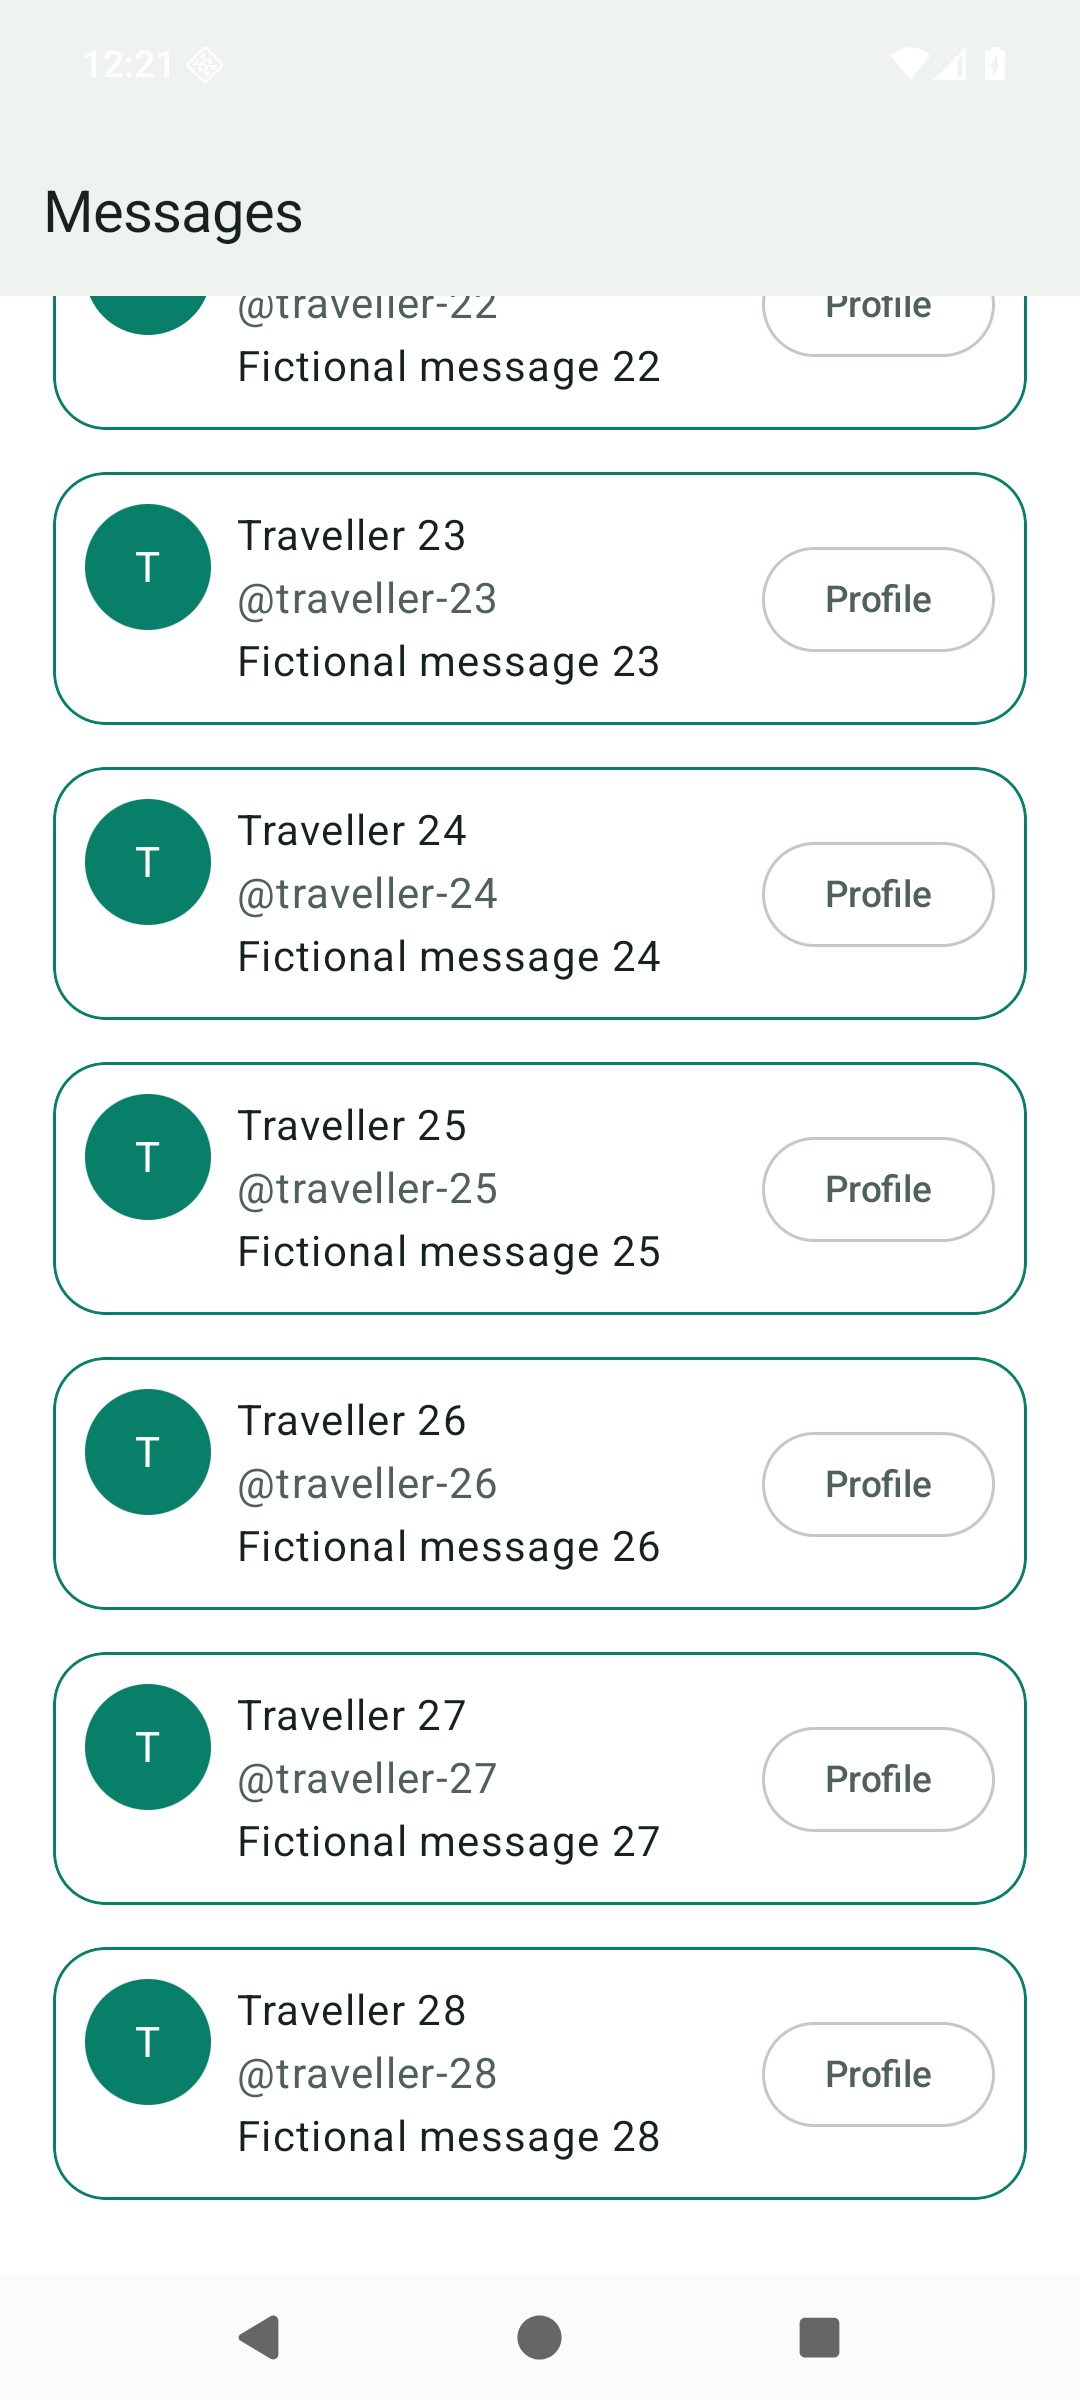 12:21
Messages
@traveller-22
Profile
Fictional message 22
T
Traveller 23
@traveller-23
Profile
Fictional message 23
T
Traveller 24
@traveller-24
Profile
Fictional message 24
T
Traveller 25
@traveller-25
Profile
Fictional message 25
T
Traveller 26
@traveller-26
Profile
Fictional message 26
T
Traveller 27
@traveller-27
Profile
Fictional message 27
T
Traveller 28
@traveller-28
Profile
Fictional message 28